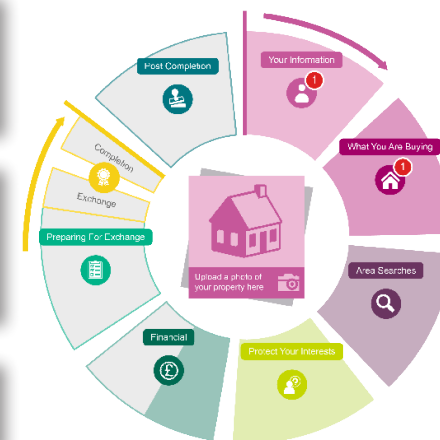 Your Information
1
What You Are Buying
1
Area Searches
Protect Your Interests
Financial
£
Preparing For Exchange
Exchange
Completion
Post Completion
Upload a photo of
your property here